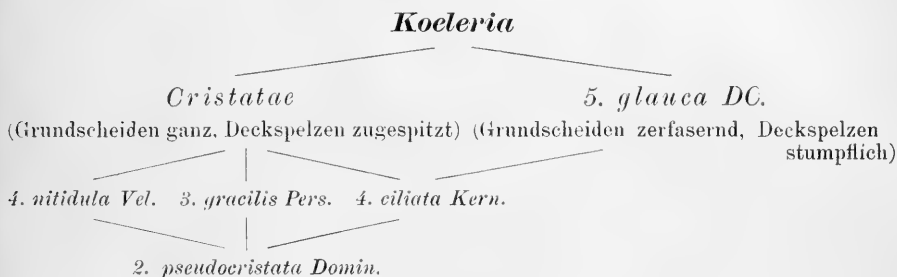 Koeleria
Cristatae 5. glauca DC.
(Grundscheiden ganz, Deckspelzen zugespitzt) (Grundscheiden zerfasernd, Deckspelzen
stumpflich)
4. nitidula Vel. 3. gracilis Pers. 4. ciliata Kern.
2. pseudocristata Domin.